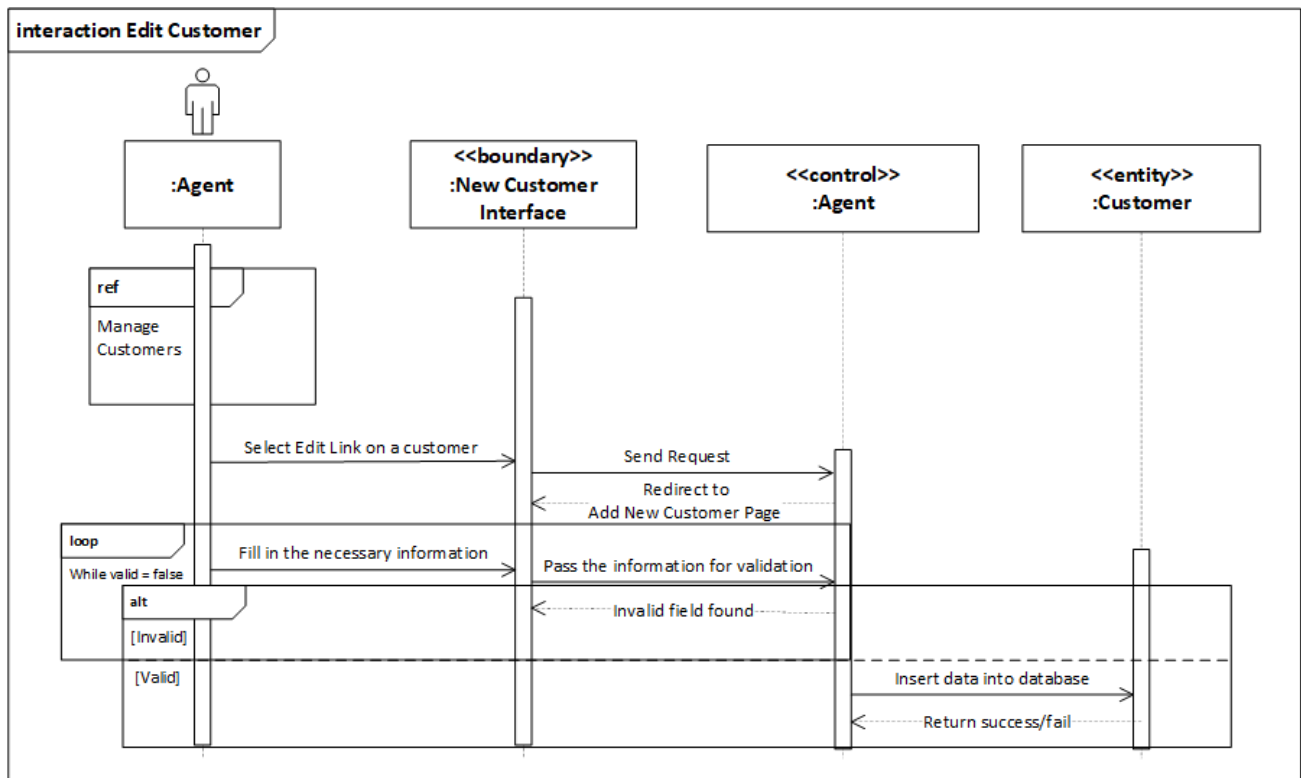 interaction Edit Customer
:Agent
<<boundary>>
:New Customer
Interface
<<control>>
:Agent
<<entity>>
:Customer
ref
Manage
Customers
Select Edit Link on a customer
Send Request
Redirect to
Add New Customer Page
loop
While valid = false
Fill in the necessary information
Pass the information for validation
alt
[Invalid]
Invalid field found
[Valid]
Insert data into database
Return success/fail